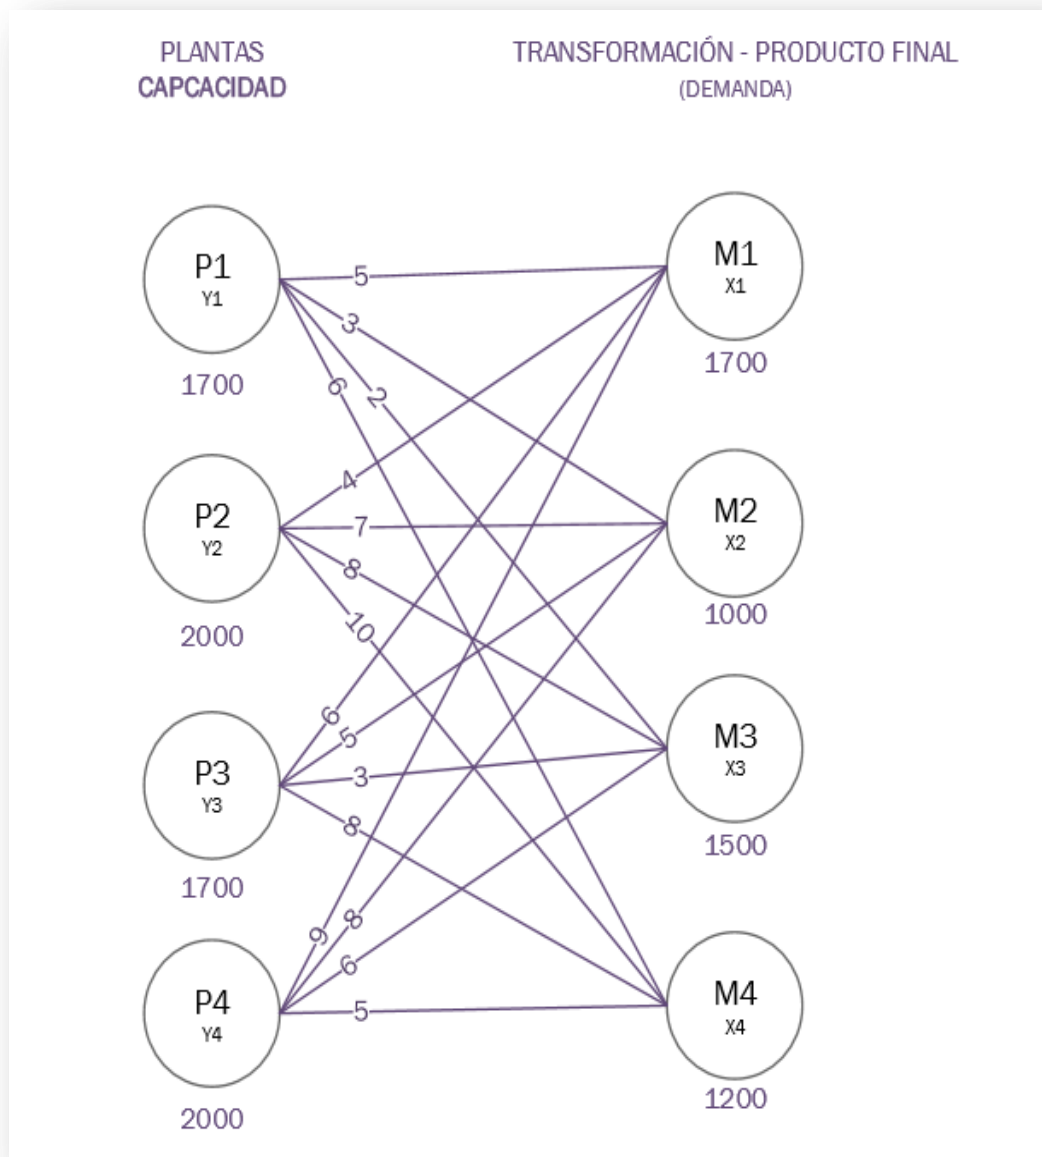 PLANTAS
CAPCACIDAD
TRANSFORMACIÓN - PRODUCTO FINAL
(DEMANDA)
P1
Y1
1700
5
3
2
6
M1
X1
1700
P2
Y2
2000
4
7
8
10
M2
X2
1000
P3
Y3
1700
6
5
3
8
M3
X3
1500
P4
Y4
2000
9
8
6
5
M4
X4
1200